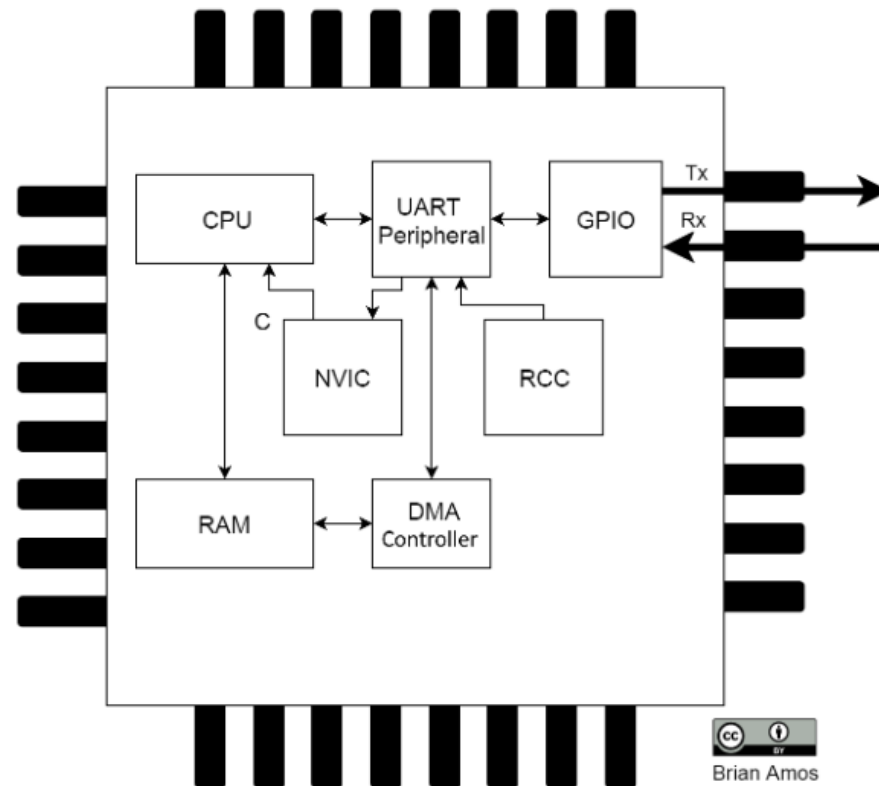 Tx
CPU
UART
Peripheral
GPIO
Rx
C
NVIC
RCC
RAM
DMA
Controller
cc
BY
Brian Amos